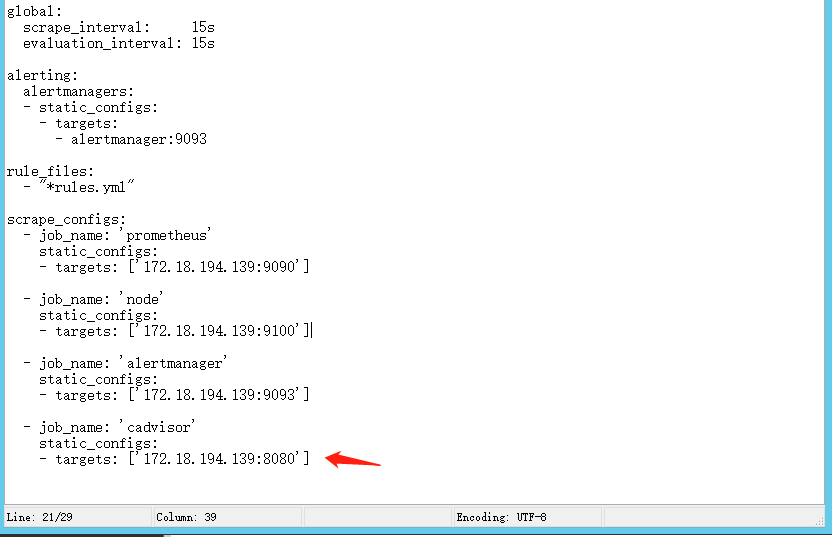 global:
  scrape_interval:     15s
  evaluation_interval: 15s

alerting:
  alertmanagers:
  - static_configs:
    - targets:
      - alertmanager:9093

rule_files:
  - "*rules.yml"

scrape_configs:
  - job_name: 'prometheus'
    static_configs:
    - targets: ['172.18.194.139:9090']

  - job_name: 'node'
    static_configs:
    - targets: ['172.18.194.139:9100']

  - job_name: 'alertmanager'
    static_configs:
    - targets: ['172.18.194.139:9093']

  - job_name: 'cadvisor'
    static_configs:
    - targets: ['172.18.194.139:8080']

Line: 21/29
Column: 39
Encoding: UTF-8